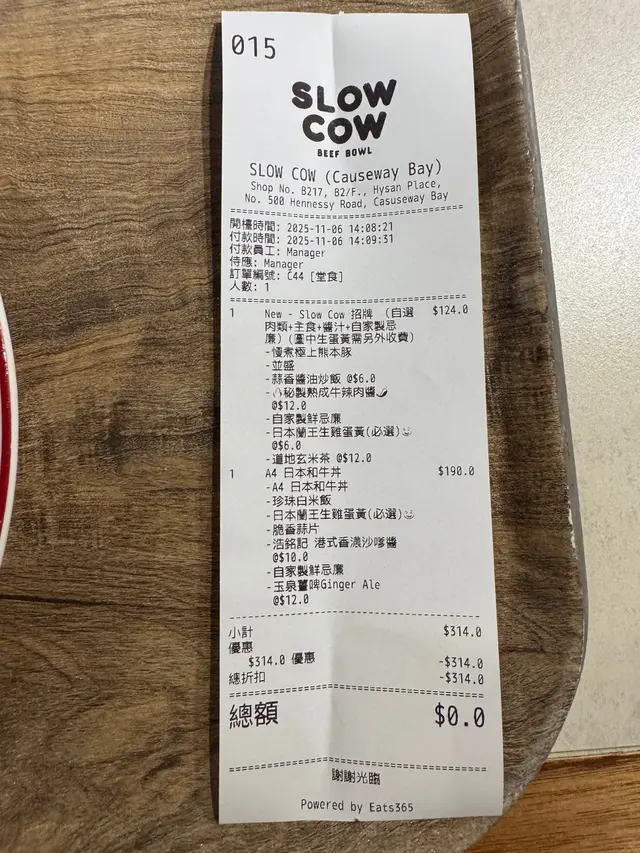 015
SLOW
COW
BEEF BOWL
SLOW COW (Causeway Bay)
Shop No. B217, B2/F., Hysan Place,
No. 500 Hennessy Road, Casuseway Bay
開檯時間: 2025-11-06 14:08:21
付款時間: 2025-11-06 14:09:31
付款員工: Manager
侍應: Manager
訂單編號: C44 [堂食]
人數: 1
1 New - Slow Cow 招牌 (自選 $124.0
肉類+主食+醬汁+自家製忌
廉)(圖中生蛋黃需另外收費)
-慢煮極上熊本豚
-並盛
-蒜香醬油炒飯 @$6.0
-🔥秘製熟成牛辣肉醬🌶
@$12.0
-自家製鮮忌廉
-日本蘭王生雞蛋黃(必選)😋
@$6.0
-道地玄米茶 @$12.0
1 A4 日本和牛丼 $190.0
-A4 日本和牛丼
-珍珠白米飯
-日本蘭王生雞蛋黃(必選)😋
-脆香蒜片
-浩銘記 港式香濃沙嗲醬
@$10.0
-自家製鮮忌廉
-玉泉薑啤Ginger Ale
@$12.0
小計 $314.0
優惠
$314.0 優惠 -$314.0
總折扣 -$314.0
總額 $0.0
謝謝光臨
Powered by Eats365